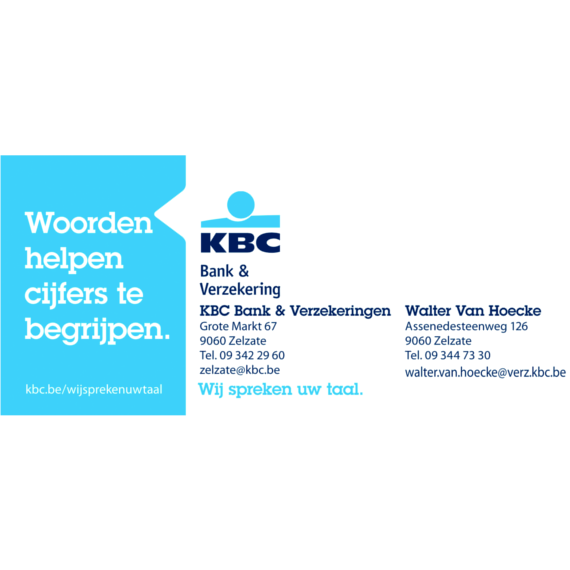 Woorden
helpen
cijfers te
begrijpen.
kbc.be/wijsprekenuwtaal
KBC
Bank &
Verzekering
KBC Bank & Verzekeringen
Grote Markt 67
9060 Zelzate
Tel. 09 342 29 60
zelzate@kbc.be
Wij spreken uw taal.
Walter Van Hoecke
Assenedesteenweg 126
9060 Zelzate
Tel. 09 344 73 30
walter.van.hoecke@verz.kbc.be